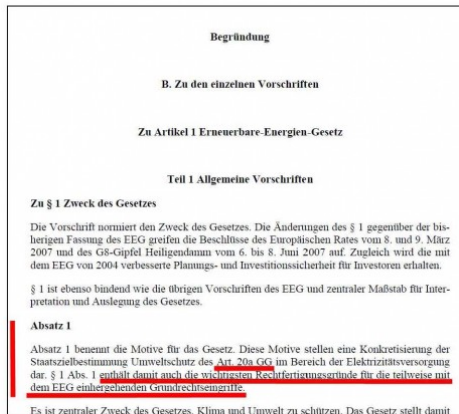 Begründung
B. Zu den einzelnen Vorschriften
Zu Artikel 1 Erneuerbare-Energien-Gesetz
Teil 1 Allgemeine Vorschriften
Zu § 1 Zweck des Gesetzes
Die Vorschrift normiert den Zweck des Gesetzes. Die Änderungen des § 1 gegenüber der bis-
herigen Fassung des EEG greifen die Beschlüsse des Europäischen Rates vom 8. und 9. März
2007 und des G8-Gipfel Heiligendamm vom 6. bis 8. Juni 2007 auf. Zugleich wird die mit
dem EEG von 2004 verbesserte Planungs- und Investitionssicherheit für Investoren erhalten.
§ 1 ist ebenso bindend wie die übrigen Vorschriften des EEG und zentraler Maßstab für Inter-
pretation und Auslegung des Gesetzes.
Absatz 1
Absatz 1 benennt die Motive für das Gesetz. Diese Motive stellen eine Konkretisierung der
Staatszielbestimmung Umweltschutz des Art. 20a GG im Bereich der Elektrizitätsversorgung
dar. § 1 Abs. 1 enthält damit auch die wichtigsten Rechtfertigungsgründe für die teilweise mit
dem EEG einhergehenden Grundrechtseingriffe.
Es ist zentraler Zweck des Gesetzes, Klima und Umwelt zu schützen. Das Gesetz stellt damit